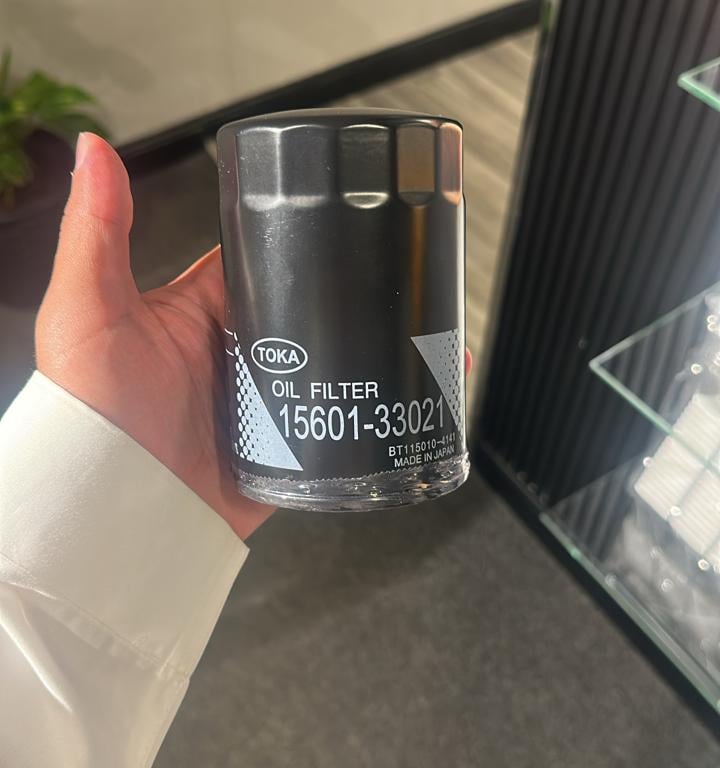 TOKA
OIL FILTER
15601-33021
BT115010-4141
MADE IN JAPAN